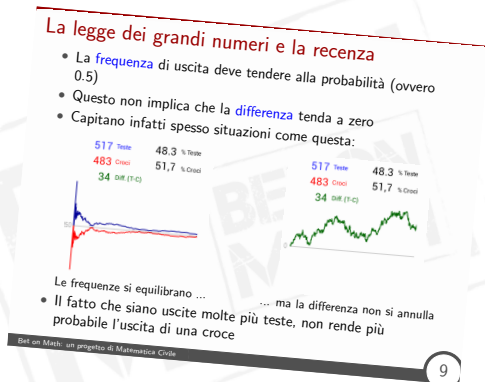 La legge dei grandi numeri e la recenza
• La frequenza di uscita deve tendere alla probabilità (ovvero
0.5)
• Questo non implica che la differenza tenda a zero
• Capitano infatti spesso situazioni come questa:
517 Teste 48.3 % Teste
483 Croci 51,7 % Croci
34 Diff. (T-C)
50
517 Teste 48.3 % Teste
483 Croci 51,7 % Croci
34 Diff. (T-C)
0
Le frequenze si equilibrano ...
... ma la differenza non si annulla
• Il fatto che siano uscite molte più teste, non rende più
probabile l'uscita di una croce
Bet on Math: un progetto di Matematica Civile
9